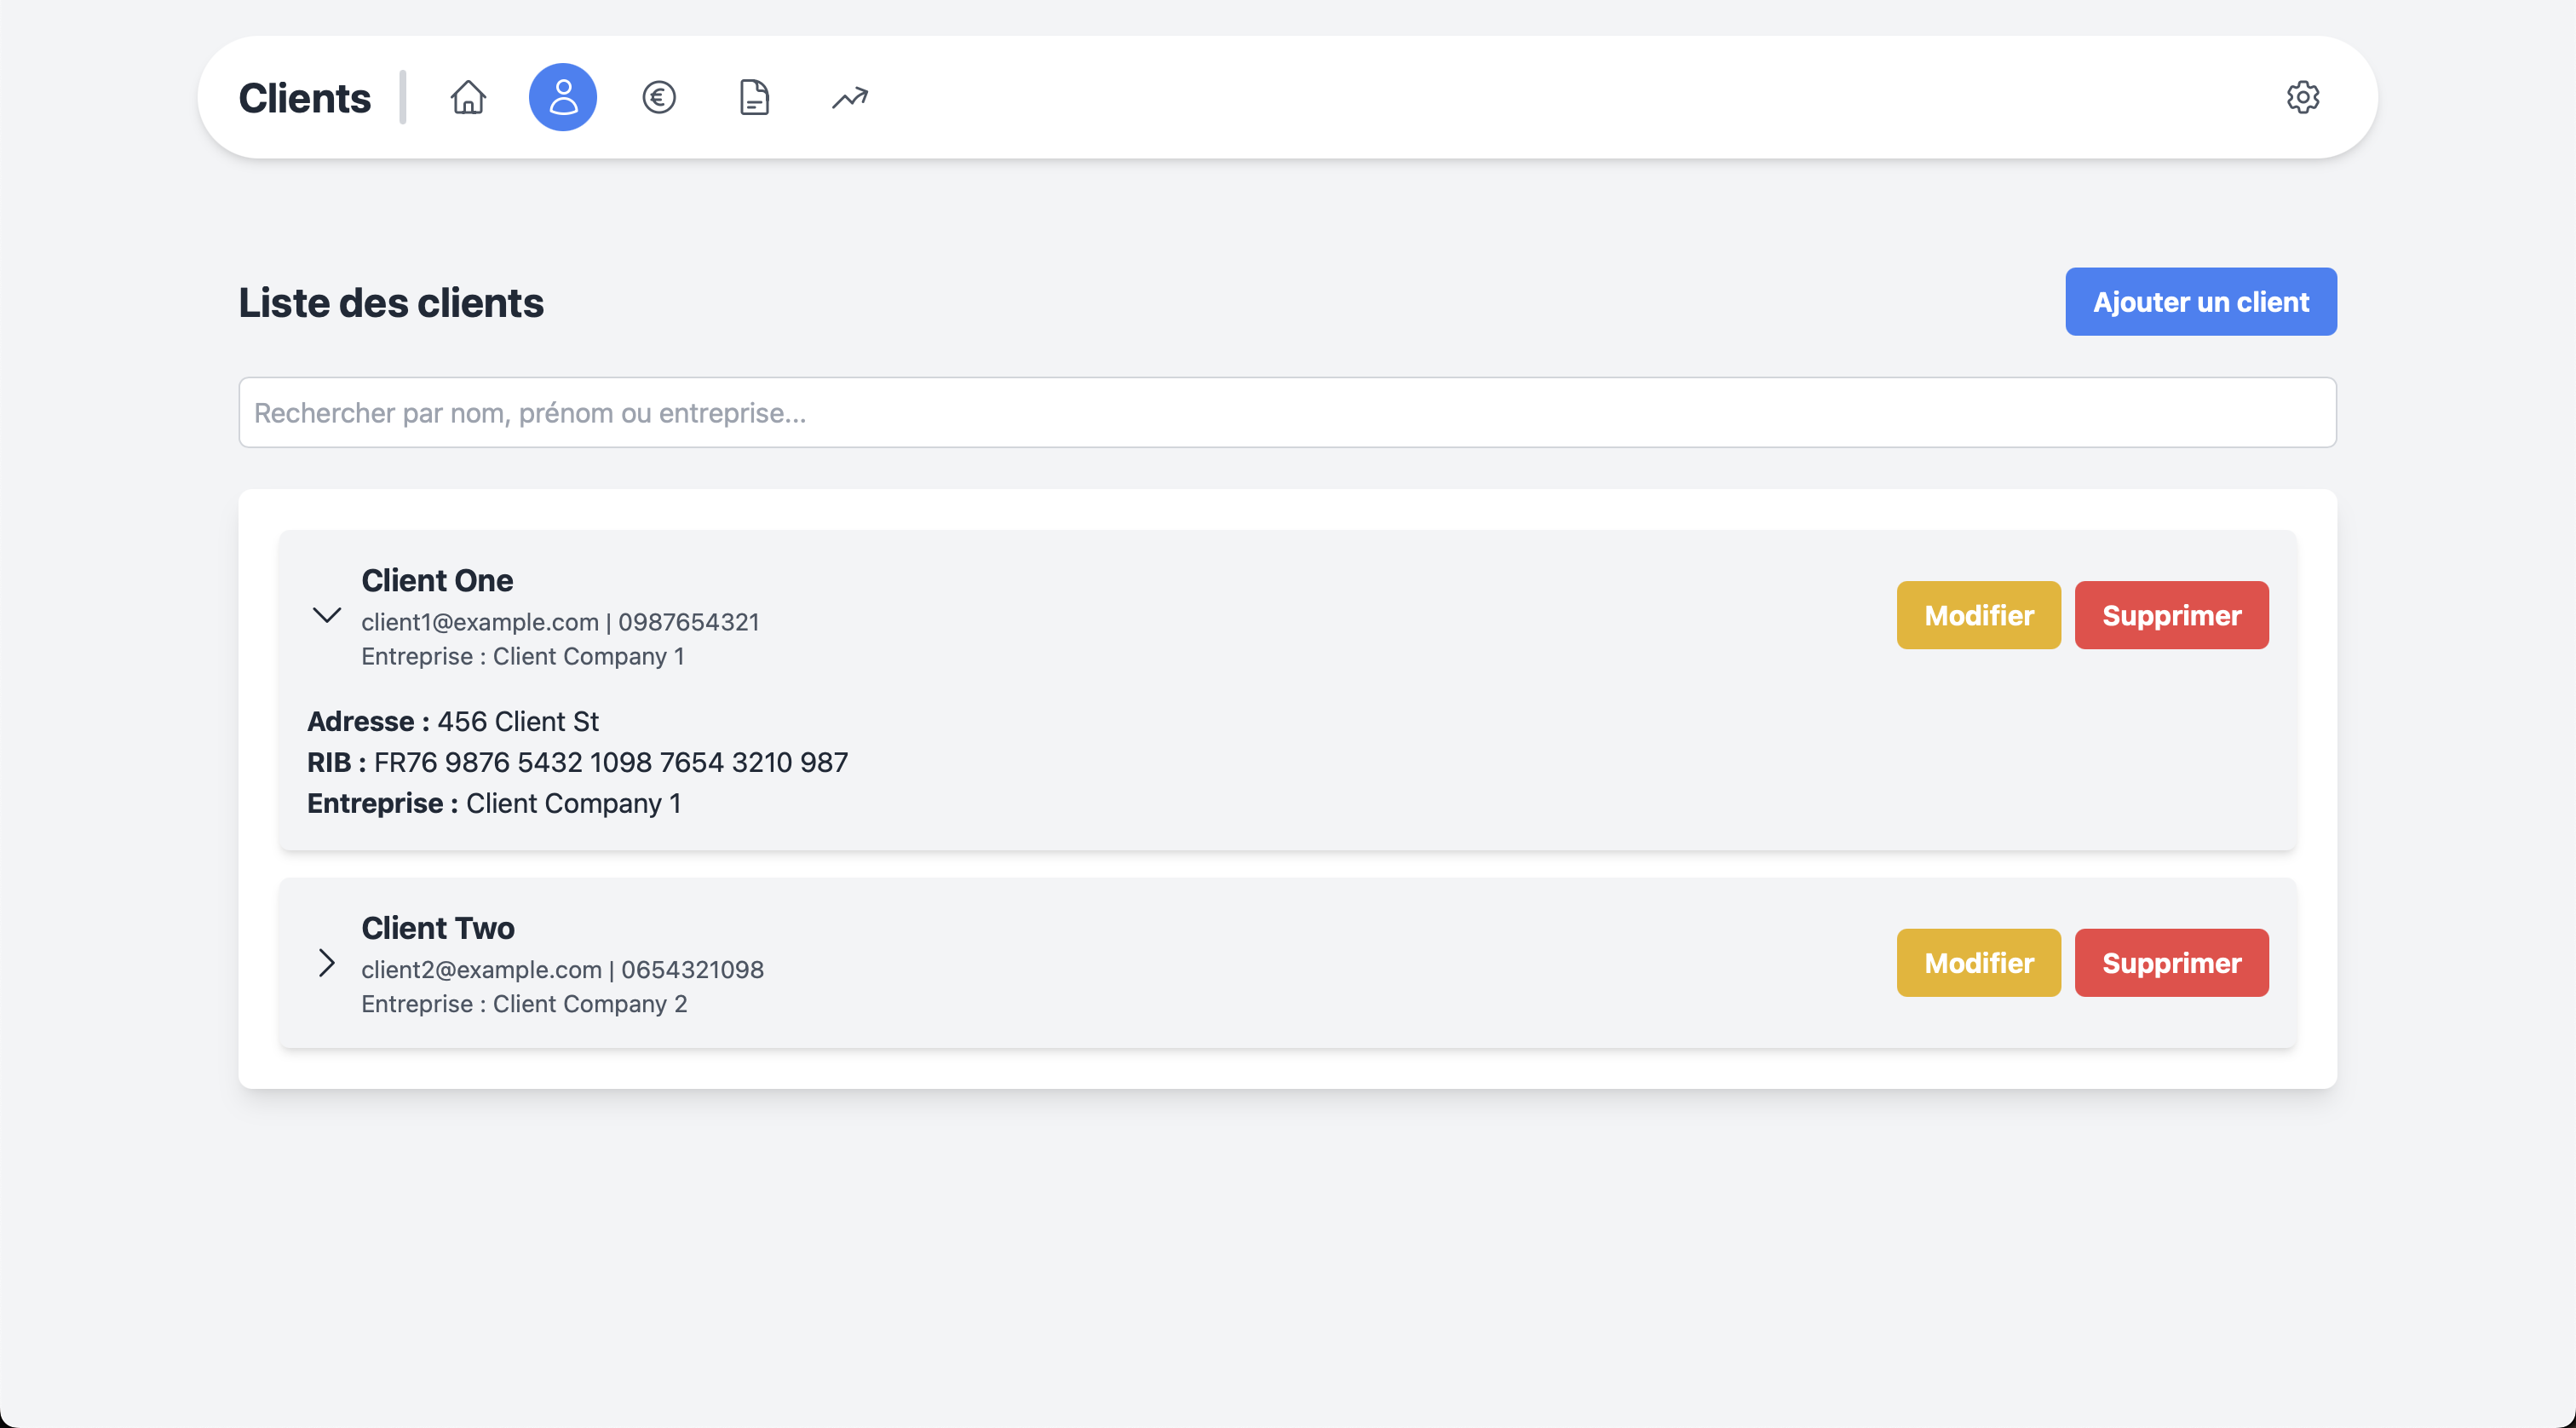 Clients
Liste des clients
Ajouter un client
Rechercher par nom, prénom ou entreprise...
Client One
client1@example.com | 0987654321
Entreprise : Client Company 1
Modifier
Supprimer
Adresse : 456 Client St
RIB : FR76 9876 5432 1098 7654 3210 987
Entreprise : Client Company 1
Client Two
client2@example.com | 0654321098
Entreprise : Client Company 2
Modifier
Supprimer